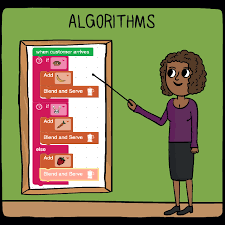 ALGORITHMS
when customer arrives
if
Add
Blend and Serve
if
Add
Blend and Serve
else
Add
Blend and Serve